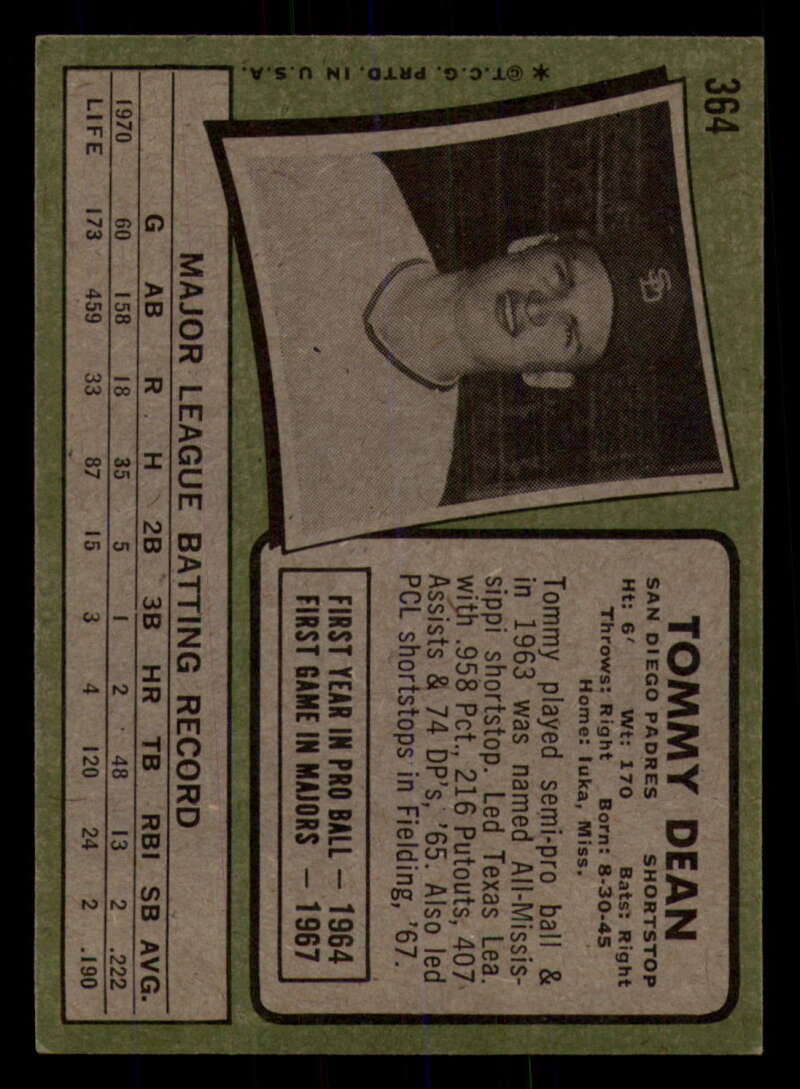 364
TOMMY DEAN
SAN DIEGO PADRES SHORTSTOP
Ht: 6' Wt: 170 Bats: Right
Throws: Right Born: 8-30-45
Home: Iuka, Miss.
Tommy played semi-pro ball &
in 1963 was named All-Missis-
sippi shortstop. Led Texas Lea.
with .958 Pct., 216 Putouts, 407
Assists & 74 DP's, '65. Also led
PCL shortstops in Fielding, '67.
FIRST YEAR IN PRO BALL — 1964
FIRST GAME IN MAJORS — 1967
SD
MAJOR LEAGUE BATTING RECORD
G AB R H 2B 3B HR TB RBI SB AVG.
1970 60 158 18 35 5 1 2 48 13 2 .222
LIFE 173 459 33 87 15 3 4 120 24 2 .190
* ©T.C.G. PRTD. IN U.S.A.